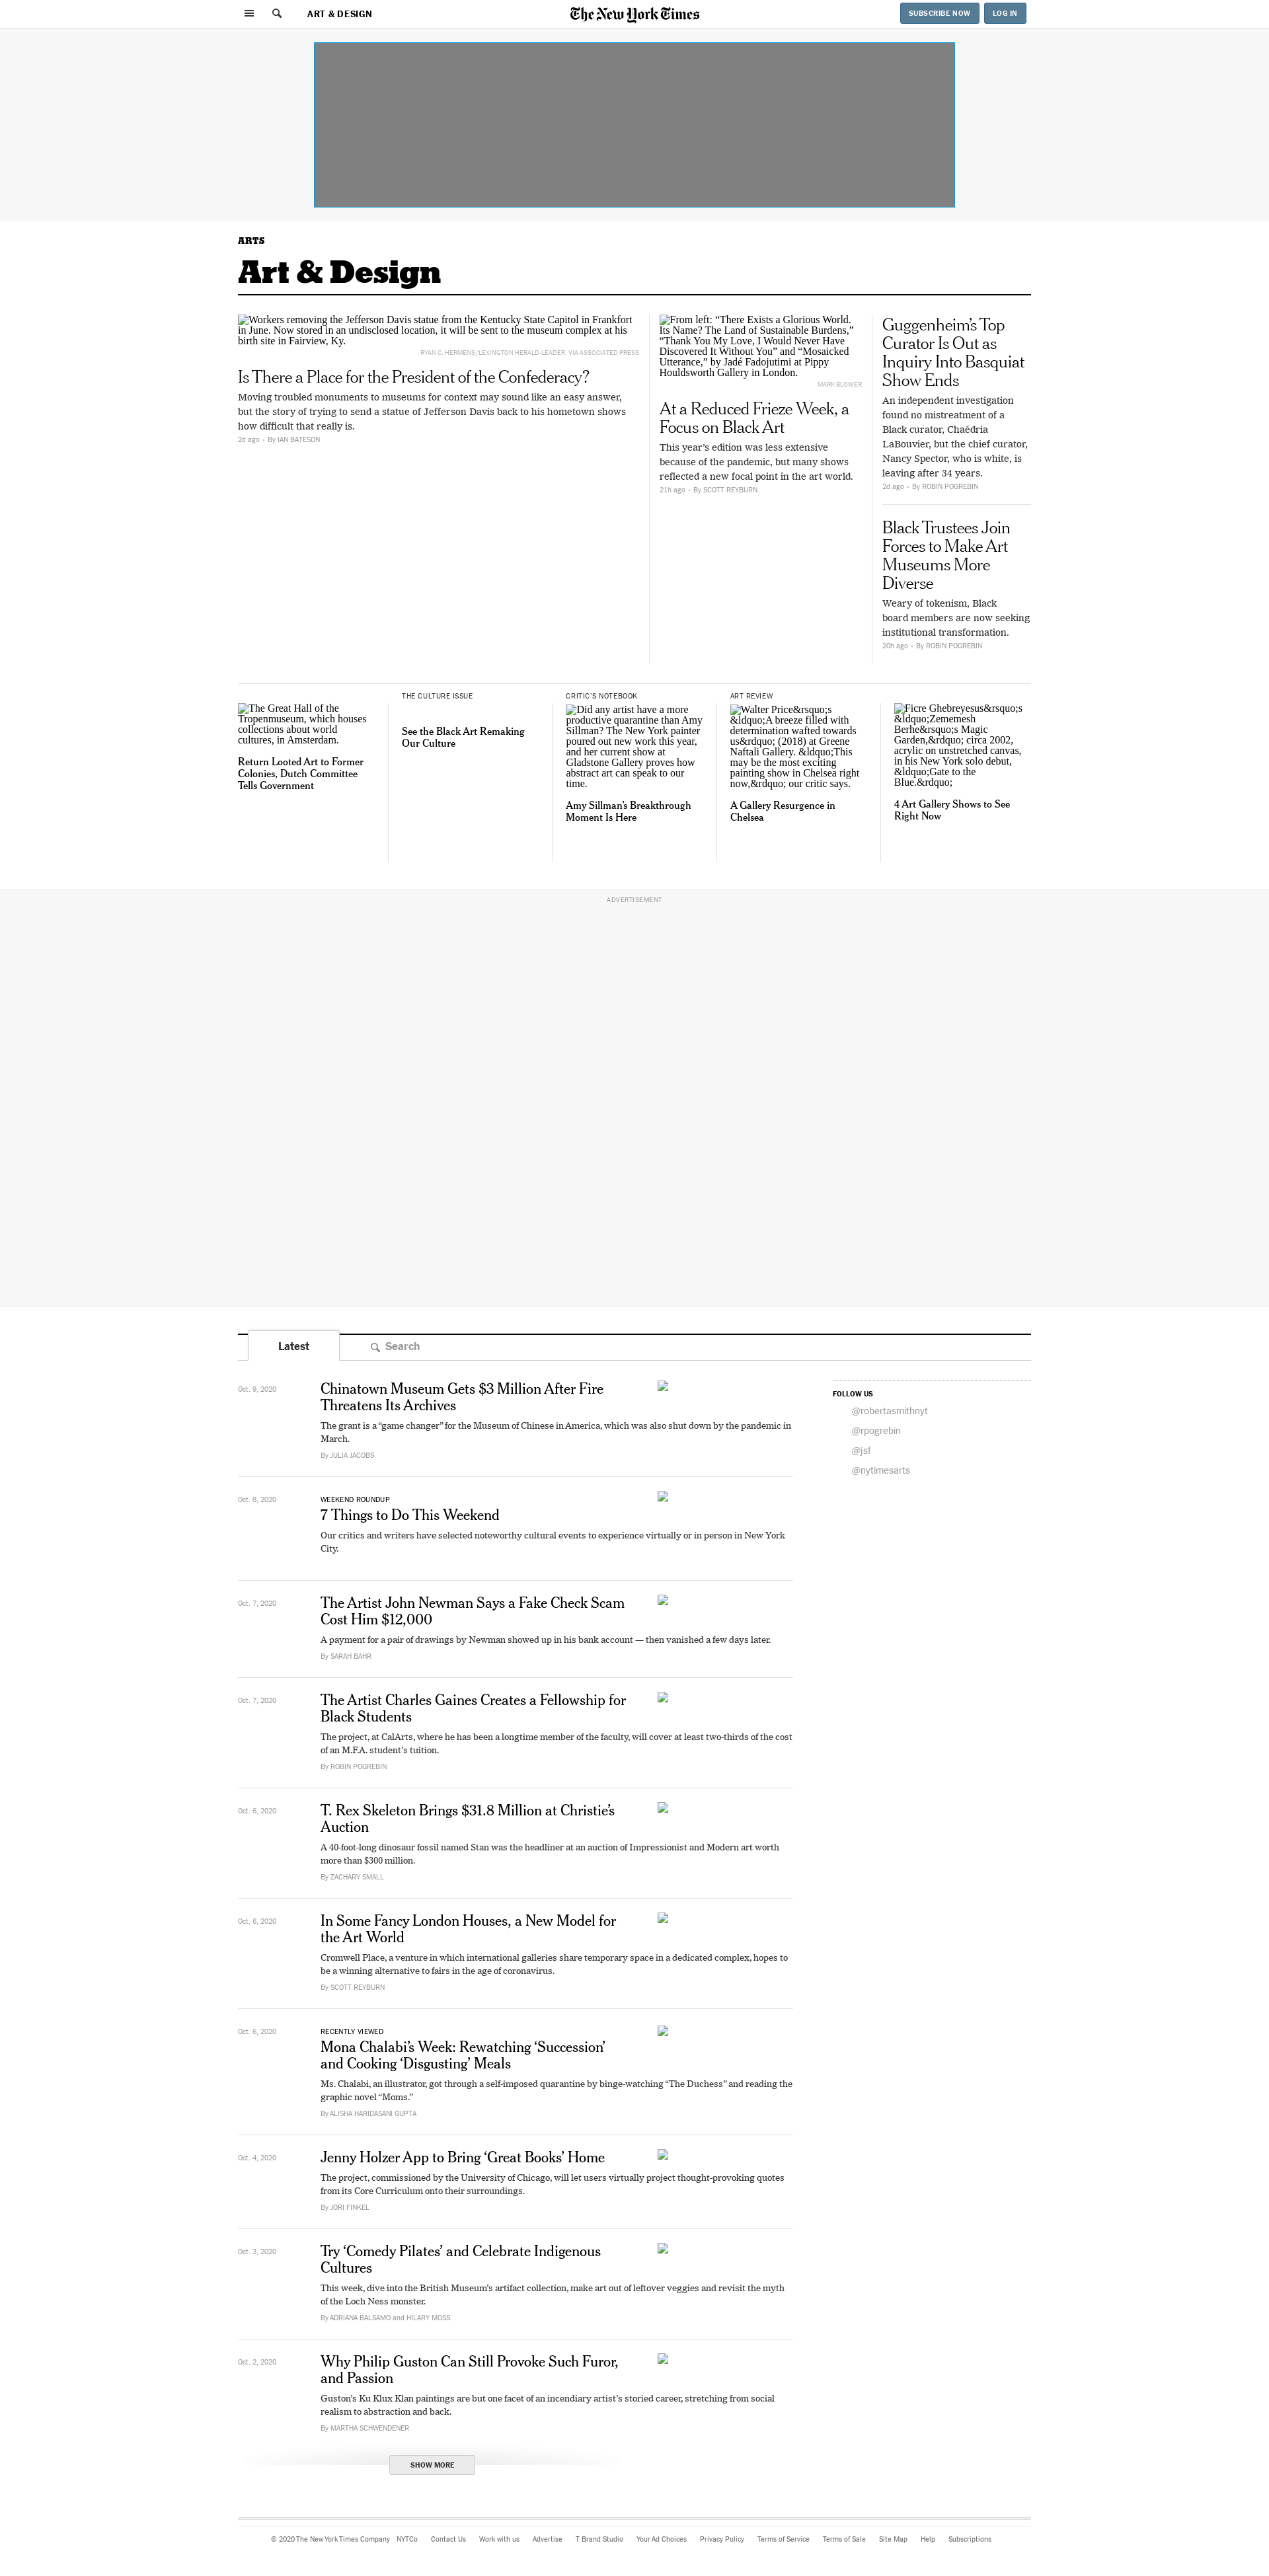 ART & DESIGN
The New York Times
SUBSCRIBE NOW
LOG IN
ARTS
Art & Design
Workers removing the Jefferson Davis statue from the Kentucky State Capitol in Frankfort
in June. Now stored in an undisclosed location, it will be sent to the museum complex at his
birth site in Fairview, Ky.
RYAN C. HERMENS/LEXINGTON HERALD-LEADER, VIA ASSOCIATED PRESS
Is There a Place for the President of the Confederacy?
Moving troubled monuments to museums for context may sound like an easy answer,
but the story of trying to send a statue of Jefferson Davis back to his hometown shows
how difficult that really is.
2d ago • By IAN BATESON
From left: “There Exists a Glorious World.
Its Name? The Land of Sustainable Burdens,”
“Thank You My Love, I Would Never Have
Discovered It Without You” and “Mosaicked
Utterance,” by Jadé Fadojutimi at Pippy
Houldsworth Gallery in London.
MARK BLOWER
At a Reduced Frieze Week, a
Focus on Black Art
This year’s edition was less extensive
because of the pandemic, but many shows
reflected a new focal point in the art world.
21h ago • By SCOTT REYBURN
Guggenheim’s Top
Curator Is Out as
Inquiry Into Basquiat
Show Ends
An independent investigation
found no mistreatment of a
Black curator, Chaédria
LaBouvier, but the chief curator,
Nancy Spector, who is white, is
leaving after 34 years.
2d ago • By ROBIN POGREBIN
Black Trustees Join
Forces to Make Art
Museums More
Diverse
Weary of tokenism, Black
board members are now seeking
institutional transformation.
20h ago • By ROBIN POGREBIN
The Great Hall of the
Tropenmuseum, which houses
collections about world
cultures, in Amsterdam.
Return Looted Art to Former
Colonies, Dutch Committee
Tells Government
THE CULTURE ISSUE
See the Black Art Remaking
Our Culture
CRITIC’S NOTEBOOK
Did any artist have a more
productive quarantine than Amy
Sillman? The New York painter
poured out new work this year,
and her current show at
Gladstone Gallery proves how
abstract art can speak to our
time.
Amy Sillman’s Breakthrough
Moment Is Here
ART REVIEW
Walter Price&rsquo;s
&ldquo;A breeze filled with
determination wafted towards
us&rdquo; (2018) at Greene
Naftali Gallery. &ldquo;This
may be the most exciting
painting show in Chelsea right
now,&rdquo; our critic says.
A Gallery Resurgence in
Chelsea
Ficre Ghebreyesus&rsquo;s
&ldquo;Zememesh
Berhe&rsquo;s Magic
Garden,&rdquo; circa 2002,
acrylic on unstretched canvas,
in his New York solo debut,
&ldquo;Gate to the
Blue.&rdquo;
4 Art Gallery Shows to See
Right Now
ADVERTISEMENT
Latest
Search
Oct. 9, 2020
Chinatown Museum Gets $3 Million After Fire
Threatens Its Archives
The grant is a “game changer” for the Museum of Chinese in America, which was also shut down by the pandemic in
March.
By JULIA JACOBS
FOLLOW US
@robertasmithnyt
@rpogrebin
@jsf
@nytimesarts
Oct. 8, 2020
WEEKEND ROUNDUP
7 Things to Do This Weekend
Our critics and writers have selected noteworthy cultural events to experience virtually or in person in New York
City.
Oct. 7, 2020
The Artist John Newman Says a Fake Check Scam
Cost Him $12,000
A payment for a pair of drawings by Newman showed up in his bank account — then vanished a few days later.
By SARAH BAHR
Oct. 7, 2020
The Artist Charles Gaines Creates a Fellowship for
Black Students
The project, at CalArts, where he has been a longtime member of the faculty, will cover at least two-thirds of the cost
of an M.F.A. student’s tuition.
By ROBIN POGREBIN
Oct. 6, 2020
T. Rex Skeleton Brings $31.8 Million at Christie’s
Auction
A 40-foot-long dinosaur fossil named Stan was the headliner at an auction of Impressionist and Modern art worth
more than $300 million.
By ZACHARY SMALL
Oct. 6, 2020
In Some Fancy London Houses, a New Model for
the Art World
Cromwell Place, a venture in which international galleries share temporary space in a dedicated complex, hopes to
be a winning alternative to fairs in the age of coronavirus.
By SCOTT REYBURN
Oct. 6, 2020
RECENTLY VIEWED
Mona Chalabi’s Week: Rewatching ‘Succession’
and Cooking ‘Disgusting’ Meals
Ms. Chalabi, an illustrator, got through a self-imposed quarantine by binge-watching “The Duchess” and reading the
graphic novel “Moms.”
By ALISHA HARIDASANI GUPTA
Oct. 4, 2020
Jenny Holzer App to Bring ‘Great Books’ Home
The project, commissioned by the University of Chicago, will let users virtually project thought-provoking quotes
from its Core Curriculum onto their surroundings.
By JORI FINKEL
Oct. 3, 2020
Try ‘Comedy Pilates’ and Celebrate Indigenous
Cultures
This week, dive into the British Museum’s artifact collection, make art out of leftover veggies and revisit the myth
of the Loch Ness monster.
By ADRIANA BALSAMO and HILARY MOSS
Oct. 2, 2020
Why Philip Guston Can Still Provoke Such Furor,
and Passion
Guston’s Ku Klux Klan paintings are but one facet of an incendiary artist’s storied career, stretching from social
realism to abstraction and back.
By MARTHA SCHWENDENER
SHOW MORE
© 2020 The New York Times Company NYTCo Contact Us Work with us Advertise T Brand Studio Your Ad Choices Privacy Policy Terms of Service Terms of Sale Site Map Help Subscriptions